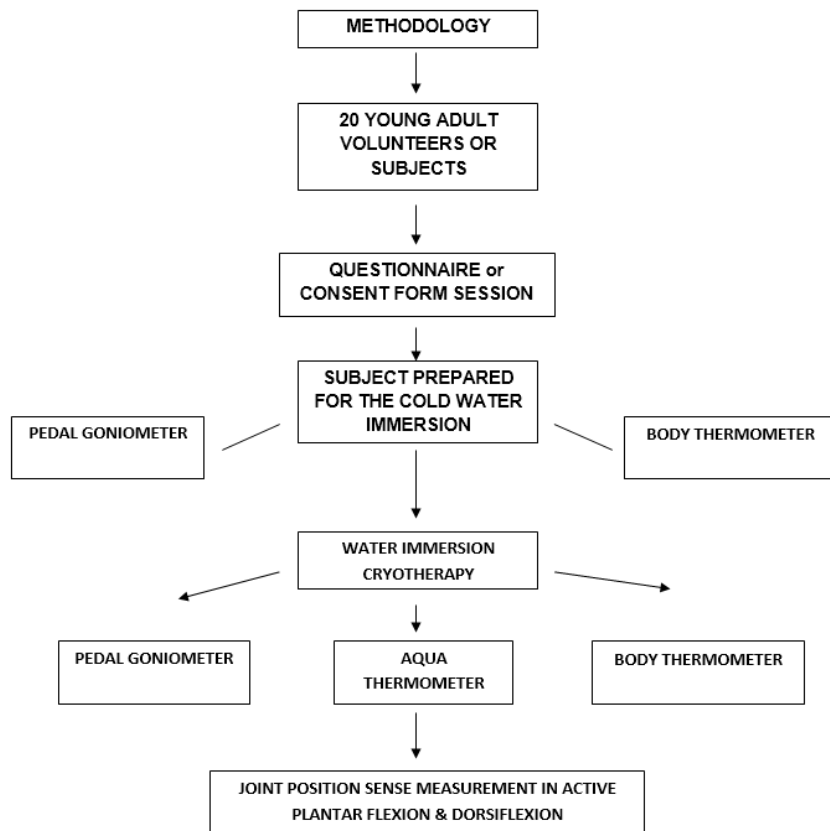 METHODOLOGY
20 YOUNG ADULT
VOLUNTEERS OR
SUBJECTS
QUESTIONNAIRE or
CONSENT FORM SESSION
SUBJECT PREPARED
FOR THE COLD WATER
IMMERSION
PEDAL GONIOMETER
BODY THERMOMETER
WATER IMMERSION
CRYOTHERAPY
PEDAL GONIOMETER
AQUA
THERMOMETER
BODY THERMOMETER
JOINT POSITION SENSE MEASUREMENT IN ACTIVE
PLANTAR FLEXION & DORSIFLEXION